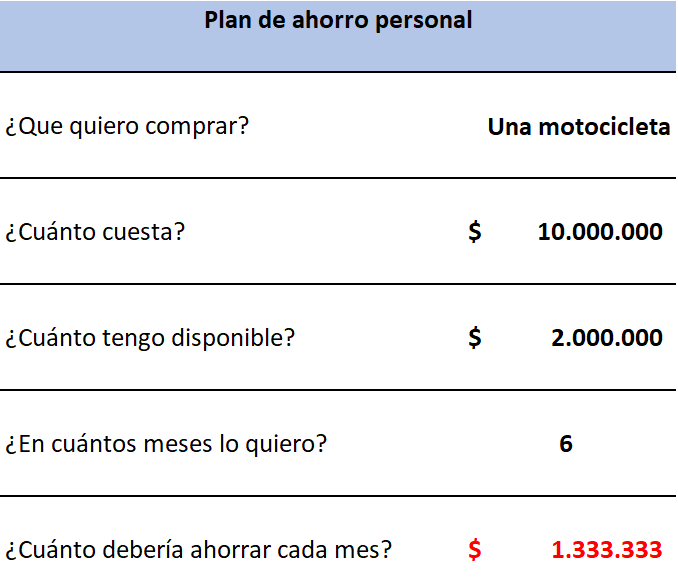 Plan de ahorro personal
¿Que quiero comprar? Una motocicleta
¿Cuánto cuesta? $ 10.000.000
¿Cuánto tengo disponible? $ 2.000.000
¿En cuántos meses lo quiero? 6
¿Cuánto debería ahorrar cada mes? $ 1.333.333